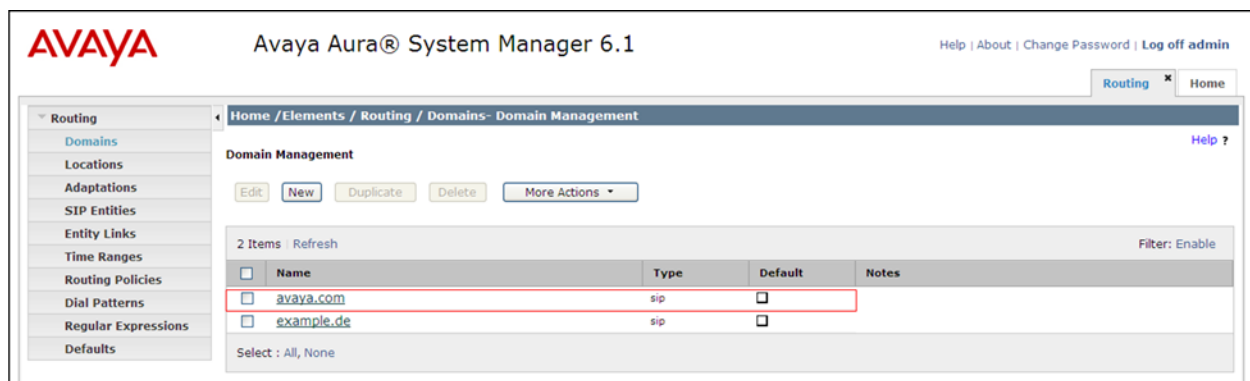 AVAYA
Avaya Aura® System Manager 6.1
Help | About | Change Password | Log off admin
Routing × Home
Routing
Domains
Locations
Adaptations
SIP Entities
Entity Links
Time Ranges
Routing Policies
Dial Patterns
Regular Expressions
Defaults
Home /Elements / Routing / Domains- Domain Management
Help ?
Domain Management
Edit New Duplicate Delete More Actions
2 Items | Refresh Filter: Enable
Name Type Default Notes
avaya.com sip
example.de sip
Select : All, None